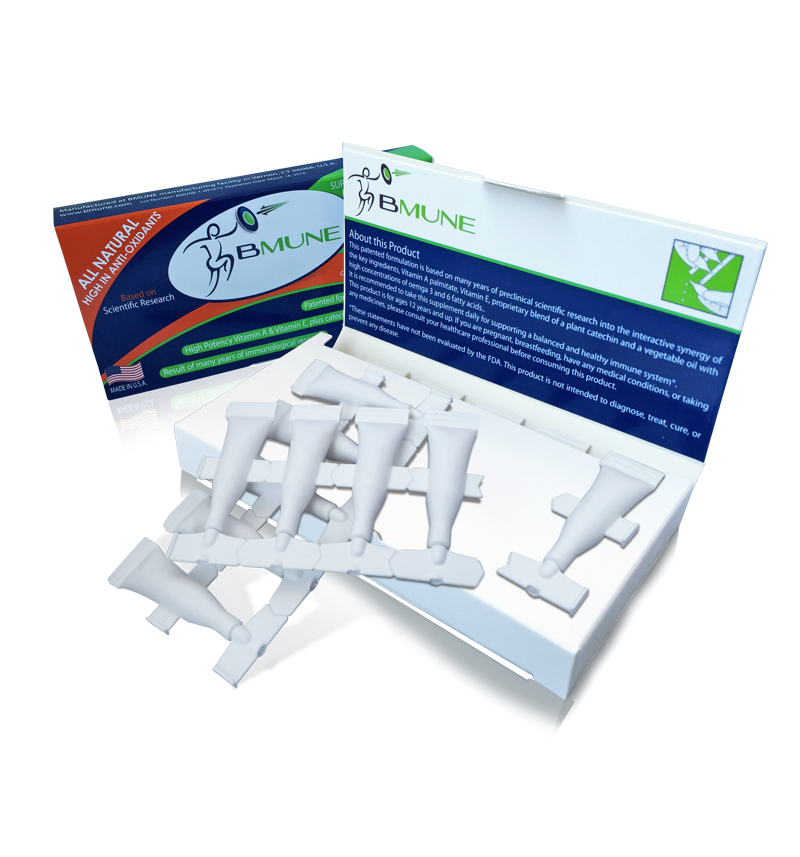 Manufactured at BMUNE manufacturing facility in Vernon, CT 06066, U.S.A.
www.bmune.com Lot Number: BMUNE Expiration Date:
ALL NATURAL
HIGH IN ANTI-OXIDANTS
Based on
Scientific Research
BMUNE
Patented for
High Potency Vitamin A & Vitamin E, plus
Result of many years of immunological
MADE IN U.S.A.
BMUNE
About this Product
This patented formulation is based on many years of preclinical scientific research into the interactive synergy of
the key ingredients, Vitamin A palmitate, Vitamin E, proprietary blend of a plant catechin and a vegetable oil with
high concentrations of oemga 3 and 6 fatty acids..
It is recommended to take this supplement daily for supporting a balanced and healthy immune system*.
This product is for ages 12 years and up. If you are pregnant, breastfeeding, have any medical conditions, or taking
any medicines, please consult your healthcare professional before consuming this product.
*These statements have not been evaluated by the FDA. This product is not intended to diagnose, treat, cure, or
prevent any disease.